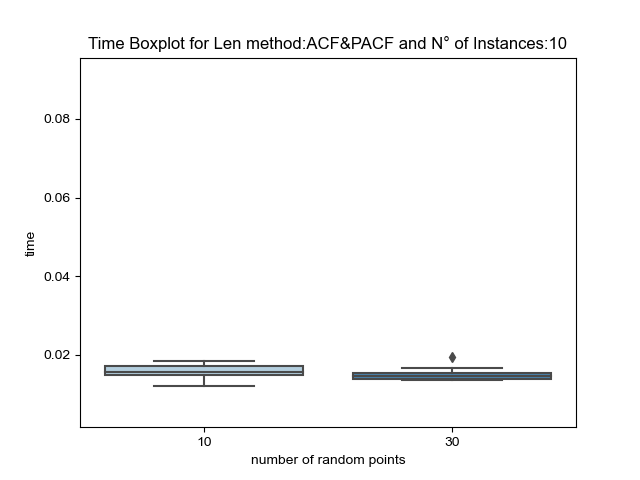 Time Boxplot for Len method:ACF&PACF and N° of Instances:10
0.08
0.06
0.04
0.02
time
10
30
number of random points